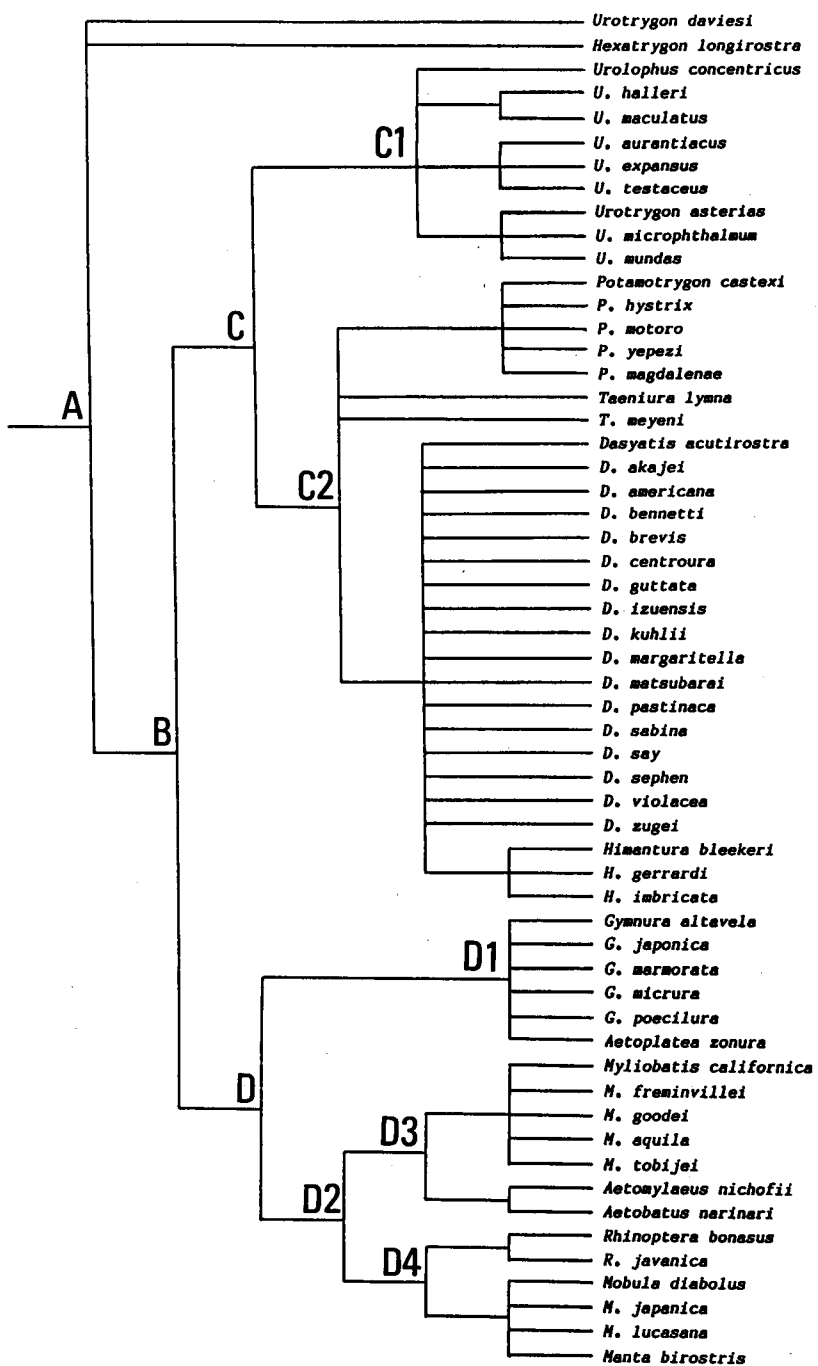 Urotrygon daviesi
Hexatrygon longirostra
Urolophus concentricus
U. halleri
U. maculatus
C1
U. aurantiacus
U. expansus
U. testaceus
Urotrygon asterias
U. microphthalmum
U. mundas
Potamotrygon castexi
P. hystrix
C
P. motoro
P. yepezi
P. magdalenae
A
Taeniura lymna
T. meyeni
Dasyatis acutirostra
D. akajei
C2
D. americana
D. bennetti
D. brevis
D. centroura
D. guttata
D. izuensis
D. kuhlii
D. margaritella
D. matsubarai
D. pastinaca
D. sabina
B
D. say
D. sephen
D. violacea
D. zugei
Himantura bleekeri
H. gerrardi
H. imbricata
Gymnura altavela
G. japonica
D1
G. marmorata
G. micrura
G. poecilura
Aetoplatea zonura
Myliobatis californica
D
M. freminvillei
M. goodei
D3
M. aquila
M. tobijei
Aetomylaeus nichofii
D2
Aetobatus narinari
Rhinoptera bonasus
R. javanica
D4
Mobula diabolus
M. japanica
M. lucasana
Manta birostris